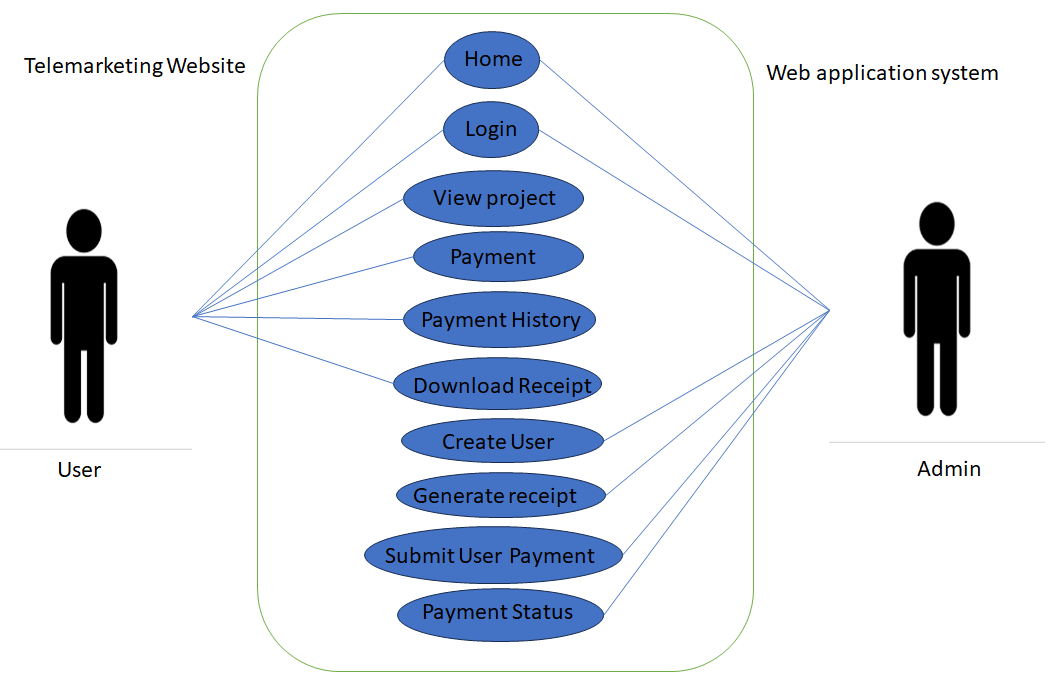 Telemarketing Website
Web application system
Home
Login
View project
Payment
Payment History
Download Receipt
Create User
Generate receipt
Submit User Payment
Payment Status
User
Admin